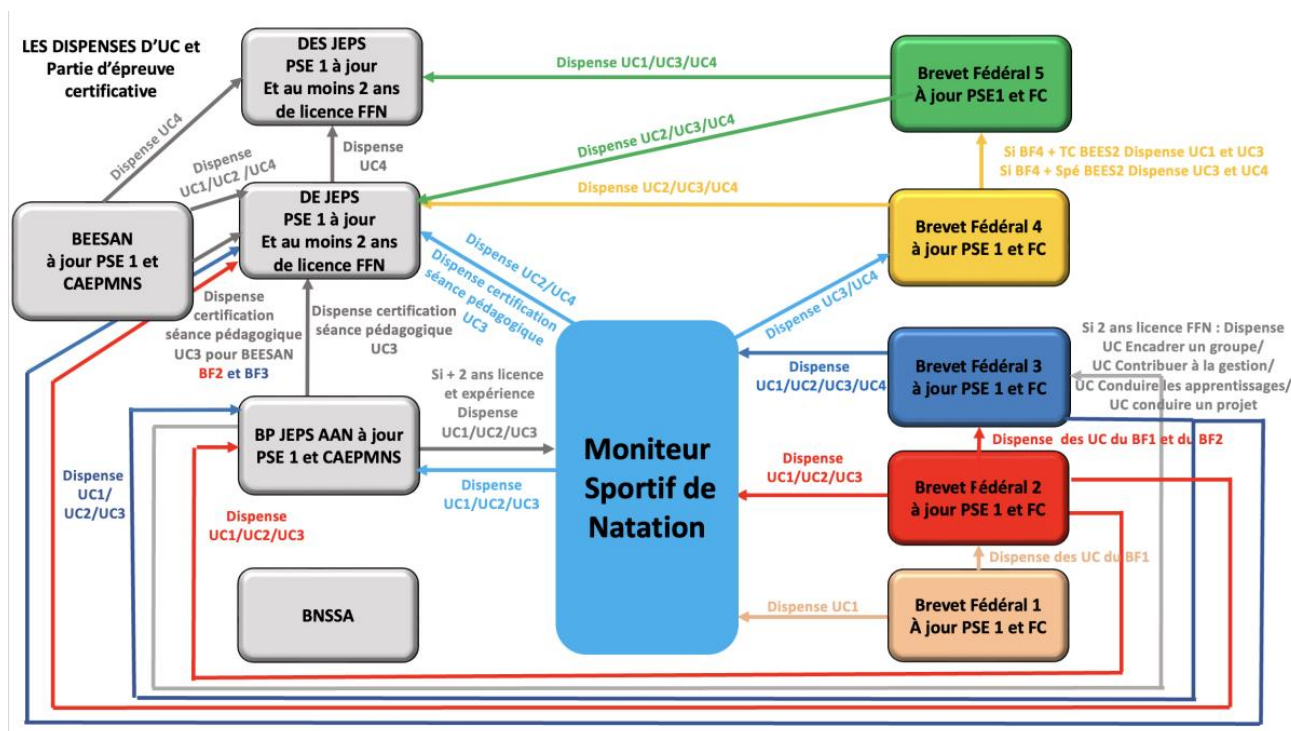 LES DISPENSES D'UC et
Partie d'épreuve
certificative
DES JEPS
PSE 1 à jour
Et au moins 2 ans
de licence FFN
Dispense UC1/UC3/UC4
Brevet Fédéral 5
À jour PSE1 et FC
Dispense UC4
Dispense
UC1/UC2 /UC4
Dispense
UC4
Dispense UC2/UC3/UC4
Si BF4 + TC BEES2 Dispense UC1 et UC3
Si BF4 + Spé BEES2 Dispense UC3 et UC4
DE JEPS
PSE 1 à jour
Et au moins 2 ans
de licence FFN
Dispense UC2/UC3/UC4
Brevet Fédéral 4
à jour PSE 1 et FC
BEESAN
à jour PSE 1 et
CAEPMNS
Dispense UC2/UC4
Dispense certification
séance pédagogique
UC3
Dispense UC3/UC4
Dispense
certification
séance pédagogique
UC3 pour BEESAN
BF2 et BF3
Dispense certification
séance pédagogique
UC3
Si 2 ans licence FFN : Dispense
UC Encadrer un groupe/
UC Contribuer à la gestion/
UC Conduire les apprentissages/
UC conduire un projet
Brevet Fédéral 3
à jour PSE 1 et FC
Dispense
UC1/UC2/UC3/UC4
Si + 2 ans licence
et expérience
Dispense
UC1/UC2/UC3
BP JEPS AAN à jour
PSE 1 et CAEPMNS
Moniteur
Sportif de
Natation
Dispense des UC du BF1 et du BF2
Dispense
UC1/UC2/UC3
Brevet Fédéral 2
à jour PSE 1 et FC
Dispense
UC1/
UC2/UC3
Dispense
UC1/UC2/UC3
Dispense
UC1/UC2/UC3
Dispense des UC du BF1
BNSSA
Dispense UC1
Brevet Fédéral 1
À jour PSE 1 et FC